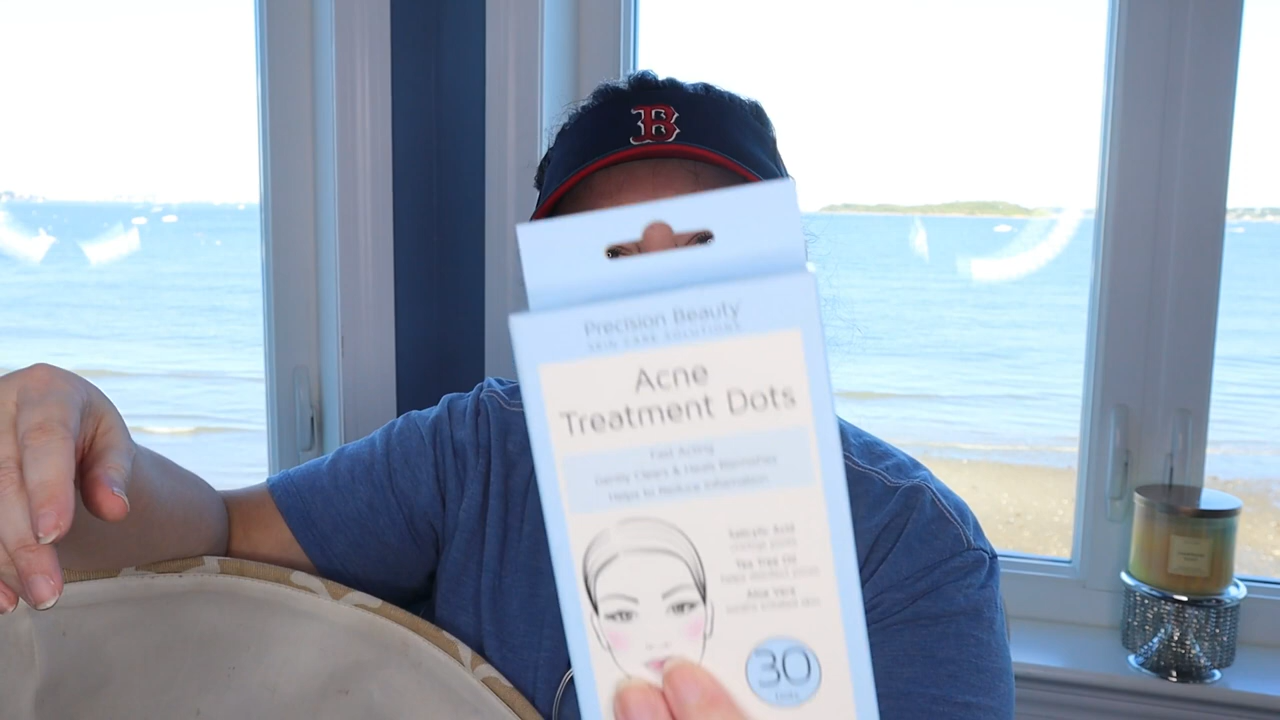 B
Precision Beauty
SKIN CARE SOLUTIONS
Acne
Treatment Dots
Fast Acting
Gently Clears & Heals Blemishes
Helps to Reduce Inflammation
Salicylic Acid
Tea Tree Oil
Aloe Vera
30